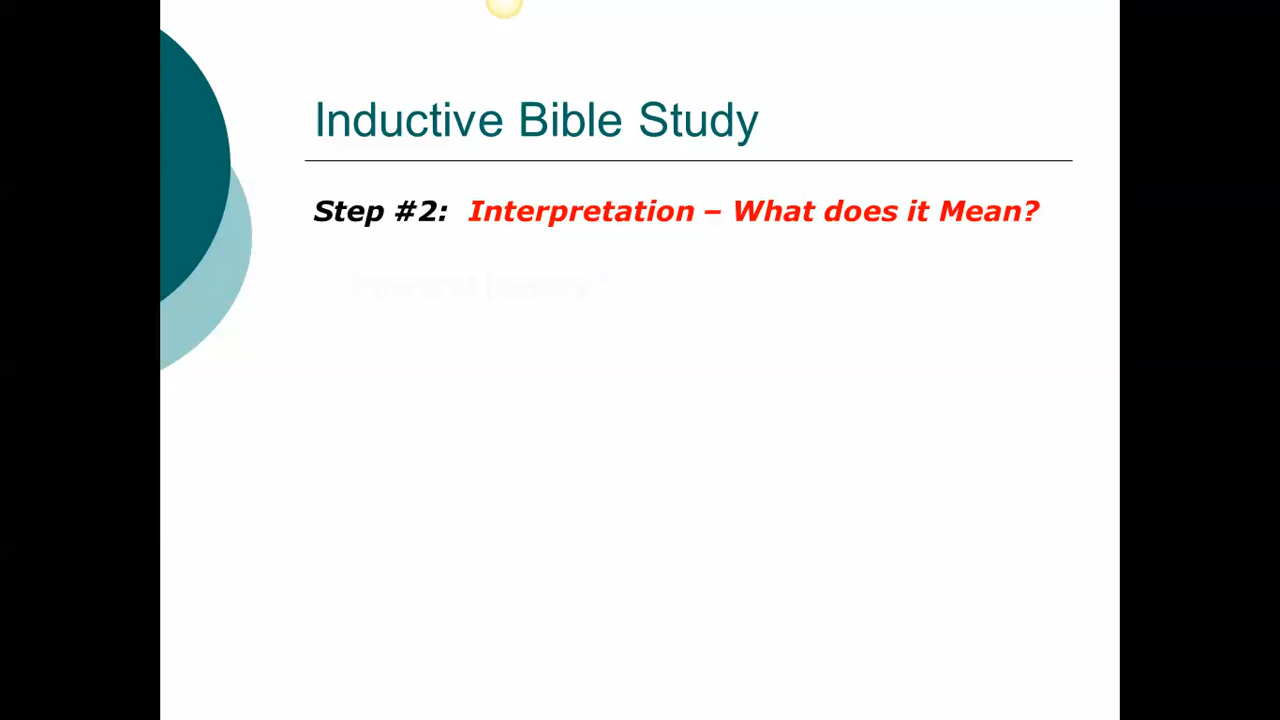 Inductive Bible Study
Step #2: Interpretation – What does it Mean?